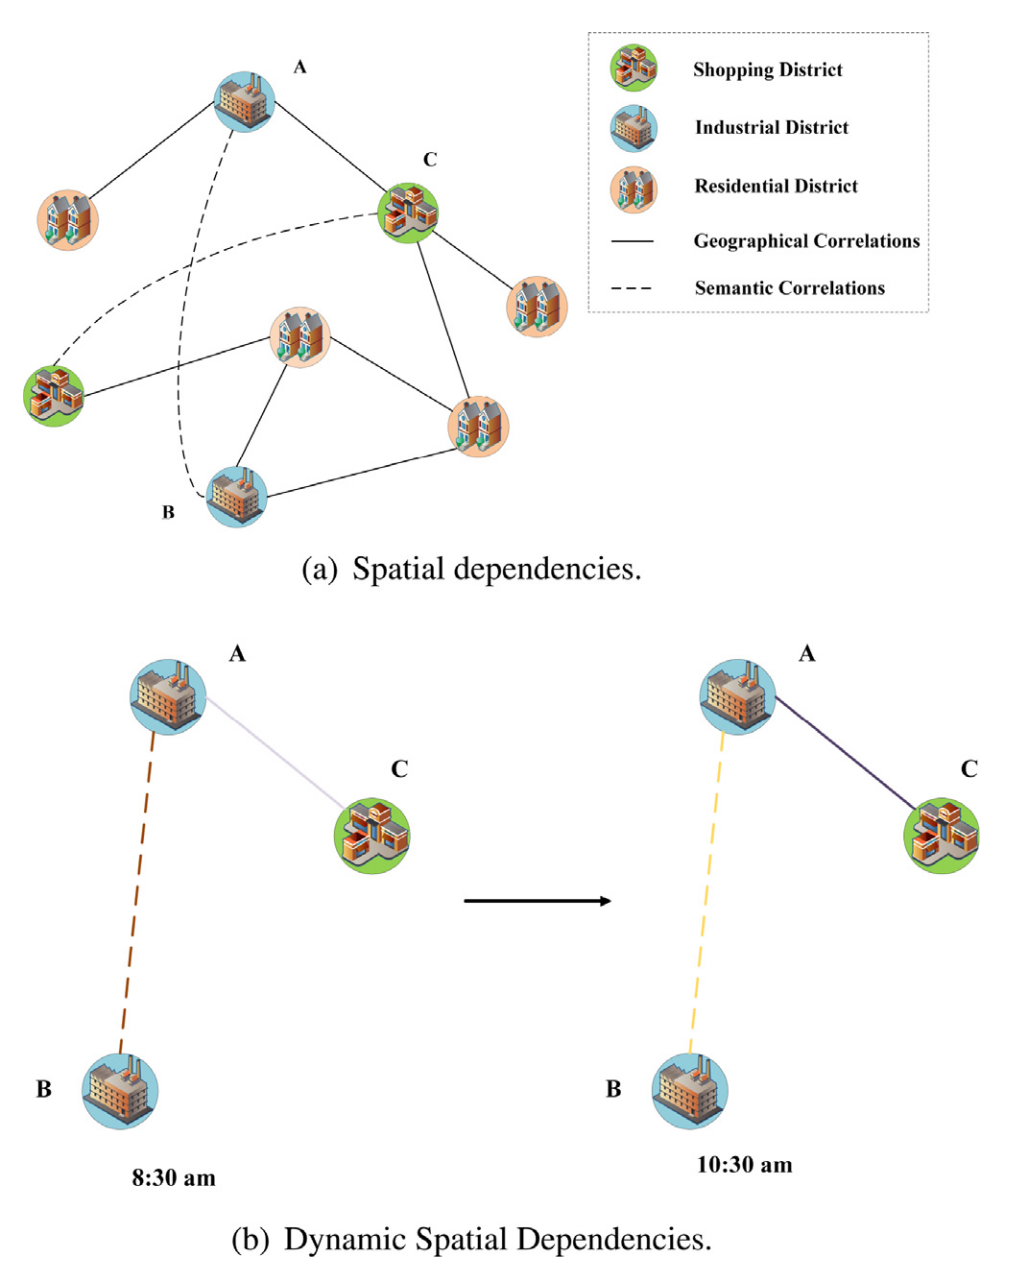 A
C
B
Shopping District
Industrial District
Residential District
Geographical Correlations
Semantic Correlations
(a) Spatial dependencies.
A
C
B
8:30 am
A
C
B
10:30 am
(b) Dynamic Spatial Dependencies.